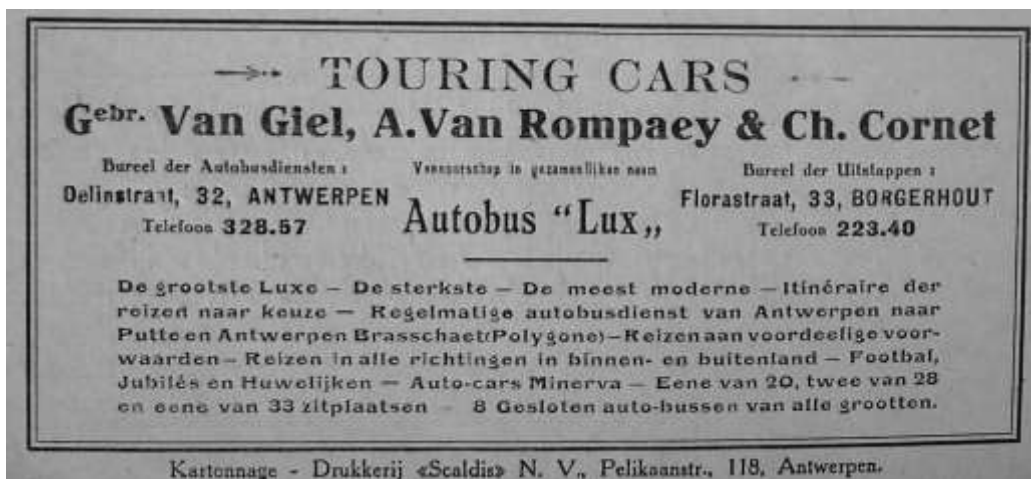 TOURING CARS
Gebr. Van Giel, A. Van Rompaey & Ch. Cornet
Bureel der Autobusdiensten :
Delinstraat, 32, ANTWERPEN
Telefoon 328.57
Vennootschap in gezamenlijken naam
Autobus “Lux„
Bureel der Uitstappen :
Florastraat, 33, BORGERHOUT
Telefoon 223.40
De grootste Luxe – De sterkste – De meest moderne – Itinéraire der
reizen naar keuze – Regelmatige autobusdienst van Antwerpen naar
Putte en Antwerpen Brasschaet (Polygone) – Reizen aan voordeelige voor-
waarden – Reizen in alle richtingen in binnen- en buitenland – Footbal,
Jubilés en Huwelijken – Auto-cars Minerva – Eene van 20, twee van 28
en eene van 33 zitplaatsen – 8 Gesloten auto-bussen van alle grootten.
Kartonnage - Drukkerij «Scaldis» N. V., Pelikaanstr., 118, Antwerpen.